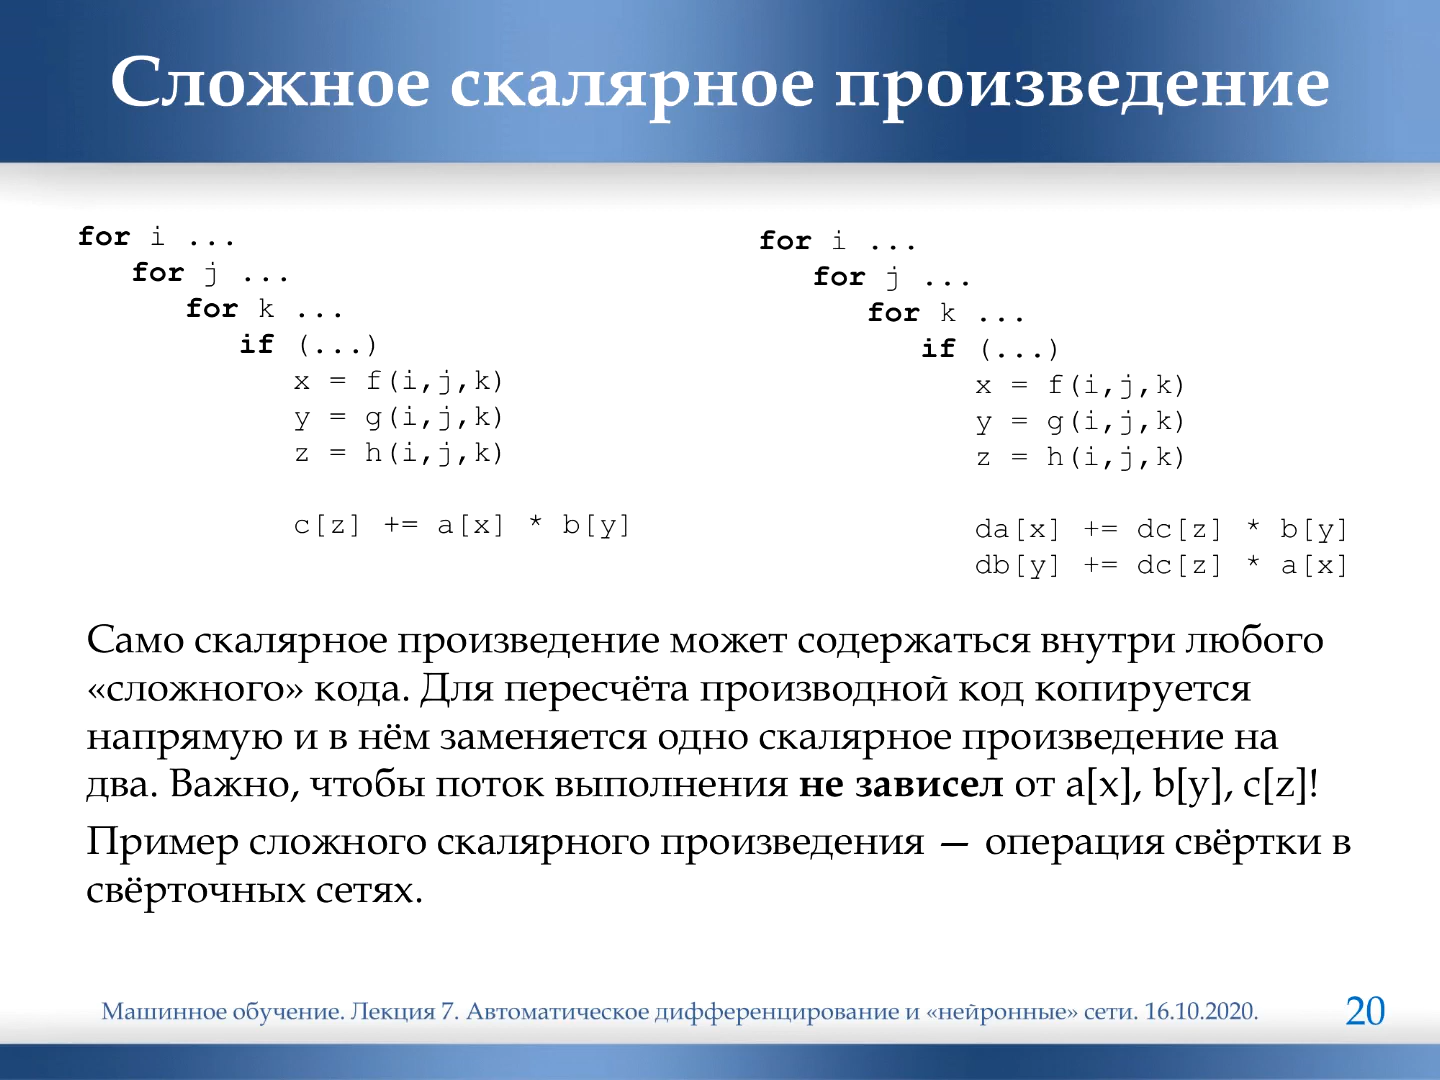 Сложное скалярное произведение
for i ...
for j ...
for k ...
if (...)
x = f(i,j,k)
y = g(i,j,k)
z = h(i,j,k)
c[z] += a[x] * b[y]
for i ...
for j ...
for k ...
if (...)
x = f(i,j,k)
y = g(i,j,k)
z = h(i,j,k)
da[x] += dc[z] * b[y]
db[y] += dc[z] * a[x]
Само скалярное произведение может содержаться внутри любого
«сложного» кода. Для пересчёта производной код копируется
напрямую и в нём заменяется одно скалярное произведение на
два. Важно, чтобы поток выполнения не зависел от a[x], b[y], c[z]!
Пример сложного скалярного произведения — операция свёртки в
свёрточных сетях.
Машинное обучение. Лекция 7. Автоматическое дифференцирование и «нейронные» сети. 16.10.2020.
20